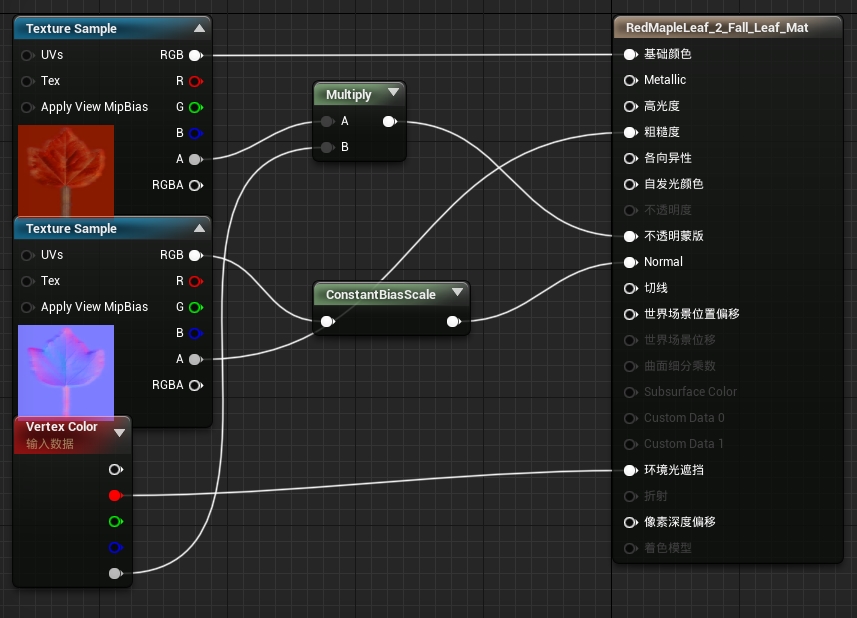 Texture Sample
UVs
RGB
Tex
R
Apply View MipBias
G
B
A
RGBA
Texture Sample
UVs
RGB
Tex
R
Apply View MipBias
G
B
A
RGBA
Vertex Color
输入数据
Multiply
A
B
ConstantBiasScale
RedMapleLeaf_2_Fall_Leaf_Mat
基础颜色
Metallic
高光度
粗糙度
各向异性
自发光颜色
不透明度
不透明蒙版
Normal
切线
世界场景位置偏移
世界场景位移
曲面细分乘数
Subsurface Color
Custom Data 0
Custom Data 1
环境光遮挡
折射
像素深度偏移
着色模型